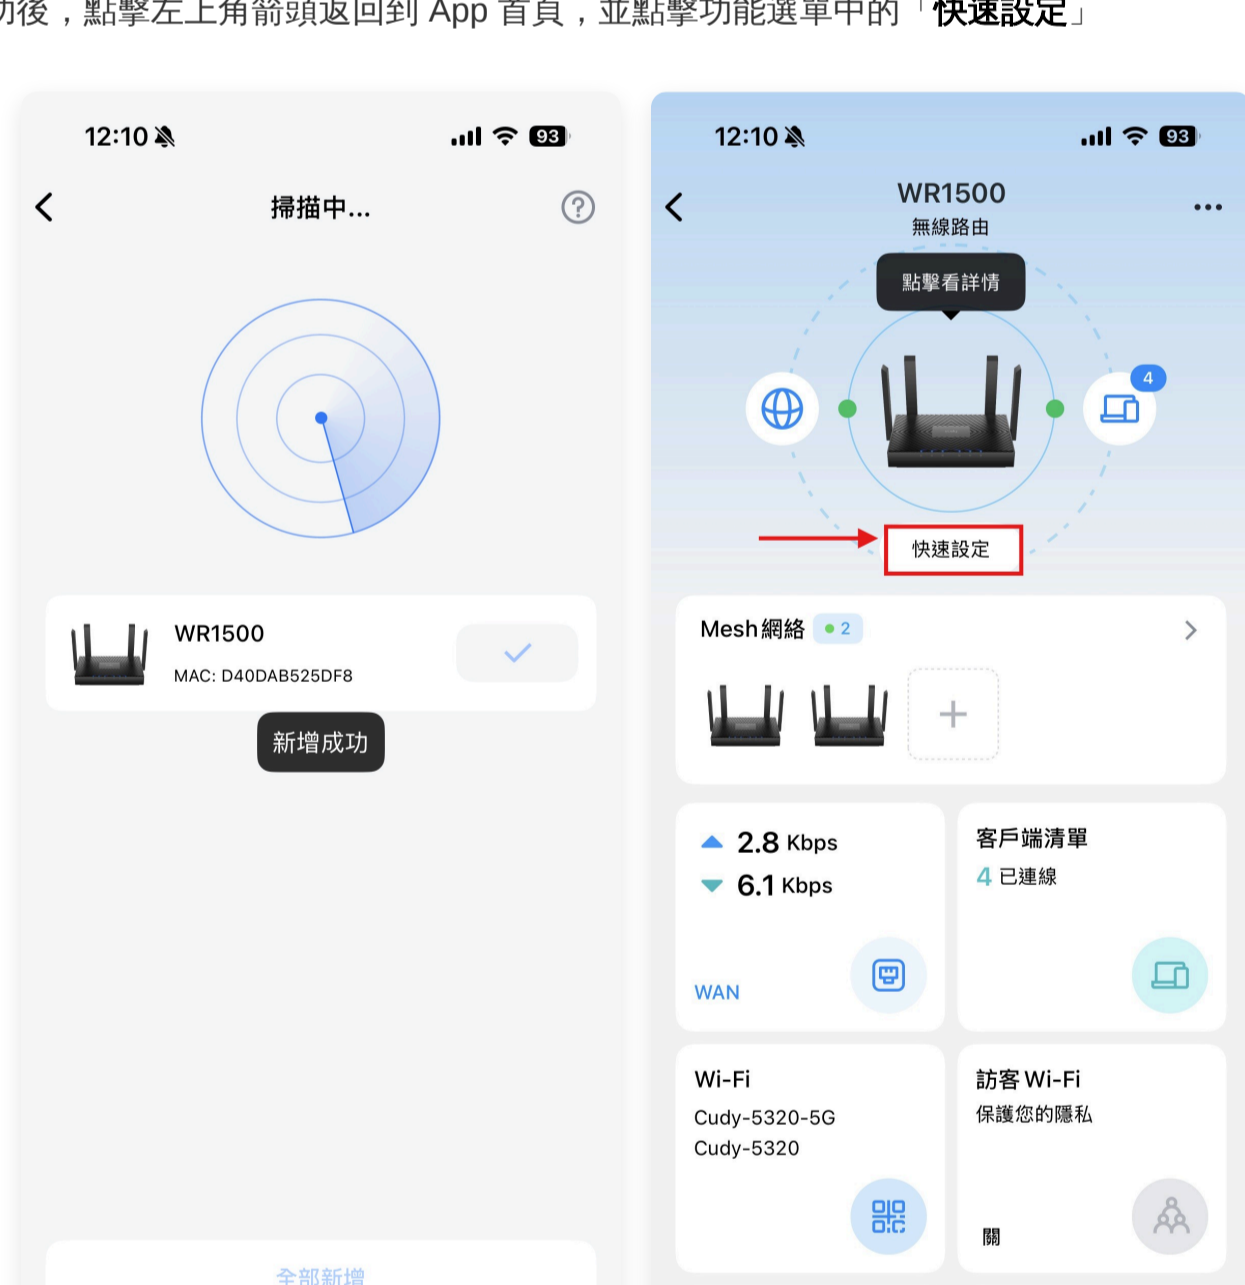 功後，點擊左上角箭頭返回到 App 首頁，並點擊功能選單中的「快速設定」
12:10
93
掃描中...
WR1500
MAC: D40DAB525DF8
新增成功
全部新增
12:10
93
WR1500
無線路由
點擊看詳情
4
快速設定
Mesh網絡
2
2.8 Kbps
6.1 Kbps
WAN
客戶端清單
4 已連線
Wi-Fi
Cudy-5320-5G
Cudy-5320
訪客 Wi-Fi
保護您的隱私
關